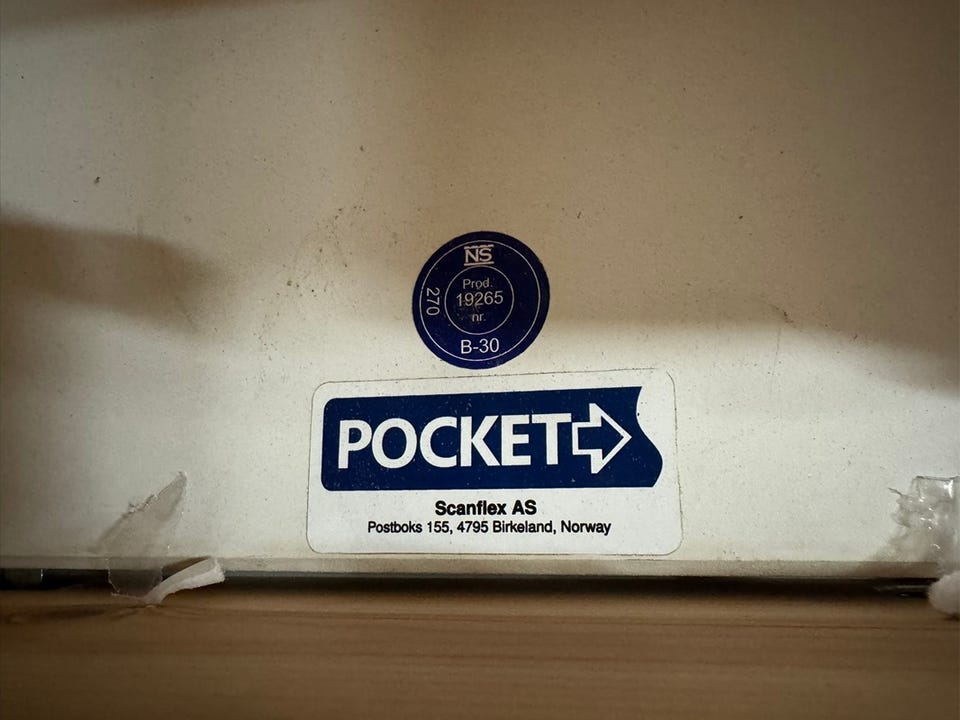 NS
Prod.
19265
nr.
270
B-30
POCKET
Scanflex AS
Postboks 155, 4795 Birkeland, Norway